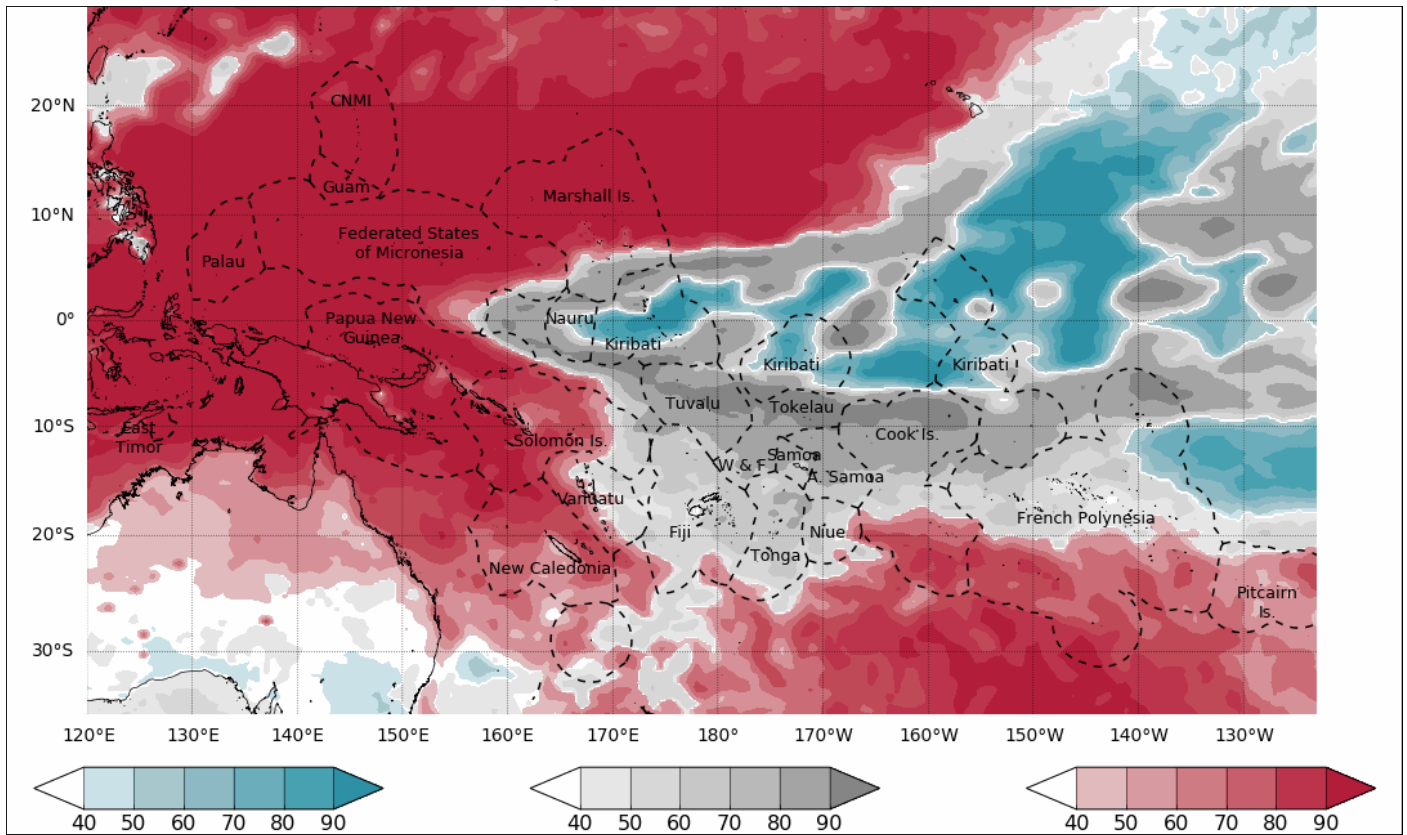 CNMI
20°N
Guam
Marshall Is.
10°N
Federated States
of Micronesia
Palau
0°
Papua New
Guinea
Nauru
Kiribati
Kiribati
Kiribati
Tuvalu
Tokelau
10°S
East
Timor
Solomon Is.
Cook Is.
Samoa
W & F
A. Samoa
Vanuatu
French Polynesia
20°S
Fiji
Niue
Tonga
New Caledonia
Pitcairn
Is.
30°S
120°E 130°E 140°E 150°E 160°E 170°E 180° 170°W 160°W 150°W 140°W 130°W
40 50 60 70 80 90
40 50 60 70 80 90
40 50 60 70 80 90